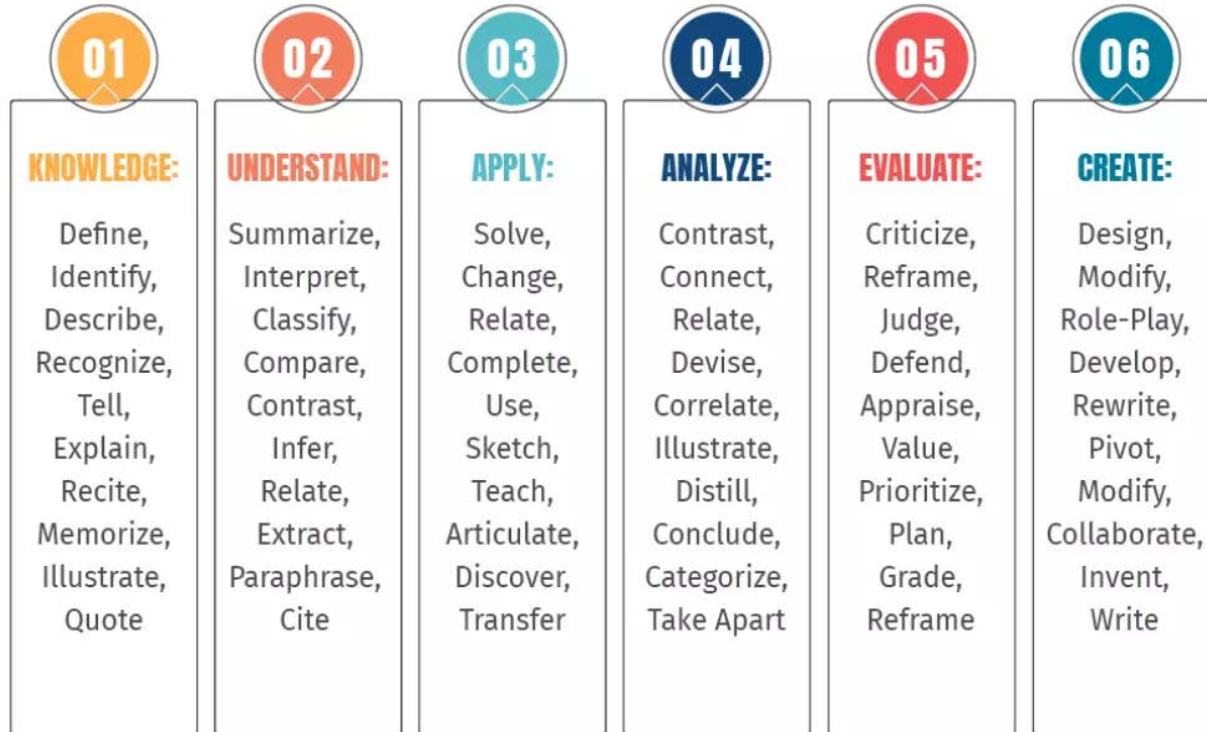 01
KNOWLEDGE:
Define,
Identify,
Describe,
Recognize,
Tell,
Explain,
Recite,
Memorize,
Illustrate,
Quote
02
UNDERSTAND:
Summarize,
Interpret,
Classify,
Compare,
Contrast,
Infer,
Relate,
Extract,
Paraphrase,
Cite
03
APPLY:
Solve,
Change,
Relate,
Complete,
Use,
Sketch,
Teach,
Articulate,
Discover,
Transfer
04
ANALYZE:
Contrast,
Connect,
Relate,
Devise,
Correlate,
Illustrate,
Distill,
Conclude,
Categorize,
Take Apart
05
EVALUATE:
Criticize,
Reframe,
Judge,
Defend,
Appraise,
Value,
Prioritize,
Plan,
Grade,
Reframe
06
CREATE:
Design,
Modify,
Role-Play,
Develop,
Rewrite,
Pivot,
Modify,
Collaborate,
Invent,
Write